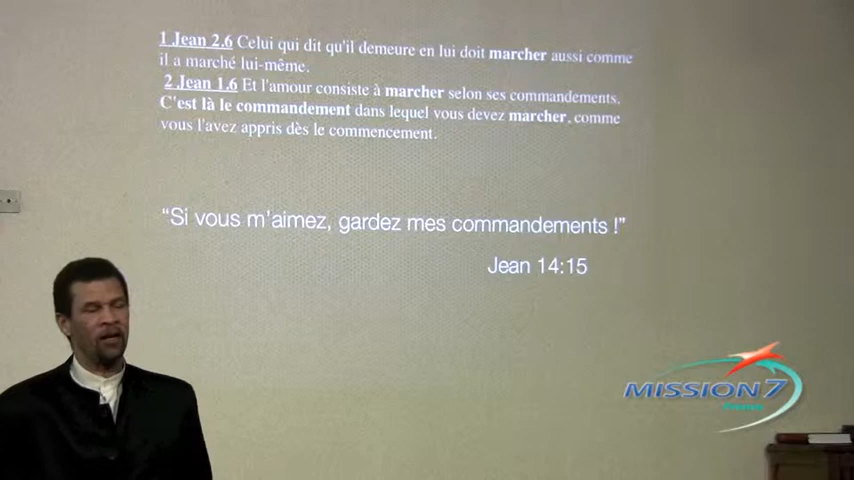 1 Jean 2.6 Celui qui dit qu'il demeure en lui doit marcher aussi comme
il a marché lui-même.
2 Jean 1.6 Et l'amour consiste à marcher selon ses commandements.
C'est là le commandement dans lequel vous devez marcher, comme
vous l'avez appris dès le commencement.
“Si vous m'aimez, gardez mes commandements !”
Jean 14:15
MISSION 7